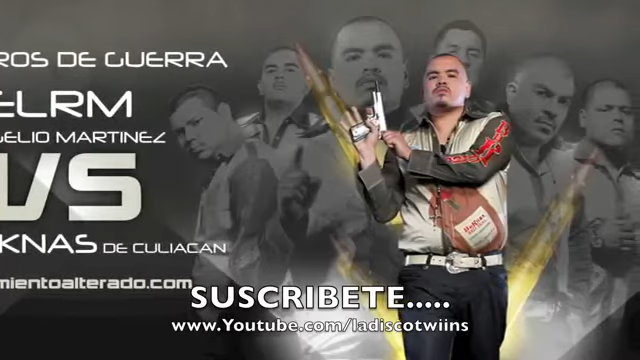 ROS DE GUERRA
ELRM
GELIO MARTINEZ
VS
KNAS DE CULIACAN
mientoalterado.com
SUSCRIBETE.....
www.Youtube.com/ladiscotwiins